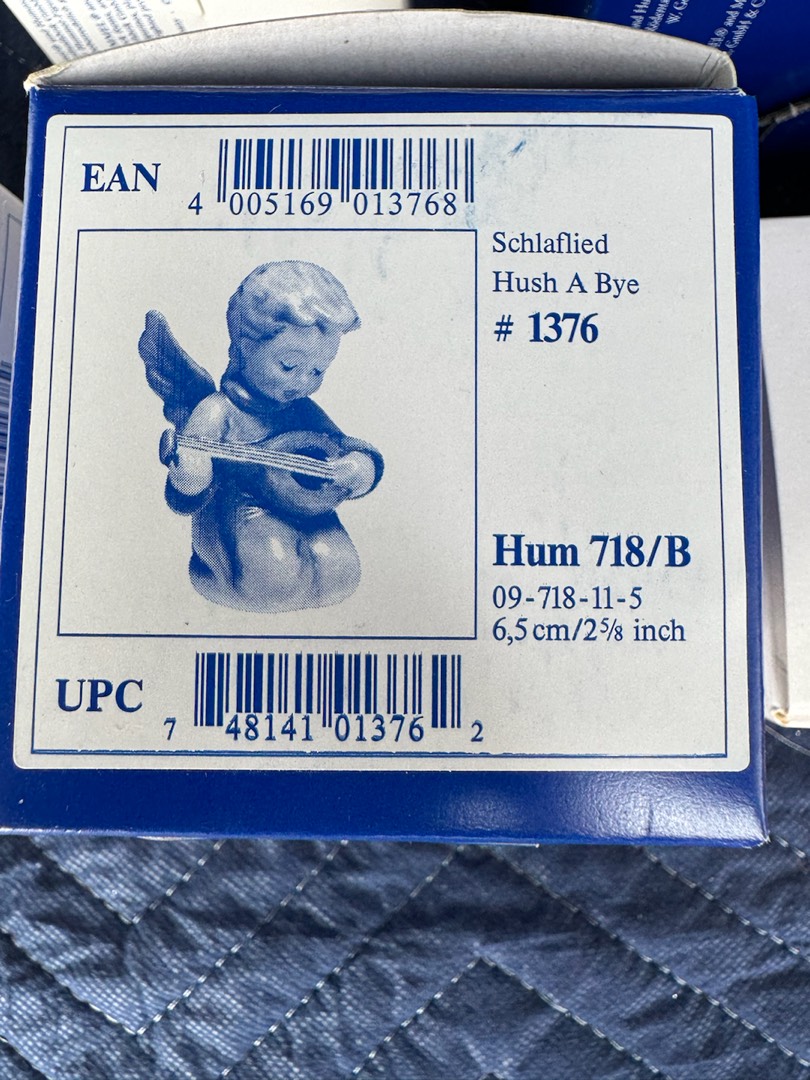 EAN
4 005169 013768
Schlaflied
Hush A Bye
# 1376
Hum 718/B
09-718-11-5
6,5 cm/2⅝ inch
UPC
7 48141 01376 2